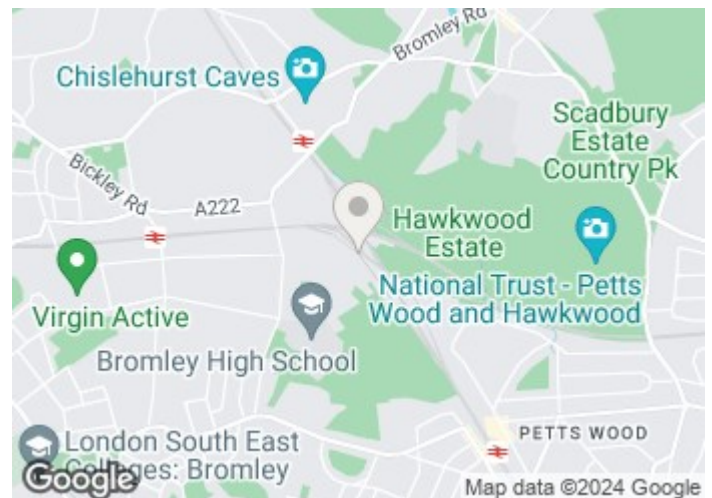 Bromley Rd
Chislehurst Caves
Scadbury
Estate
Country Pk
Bickley Rd
A222
Hawkwood
Estate
Virgin Active
National Trust - Petts
Wood and Hawkwood
Bromley High School
PETTS WOOD
London South East
Colleges: Bromley
Google
Map data ©2024 Google